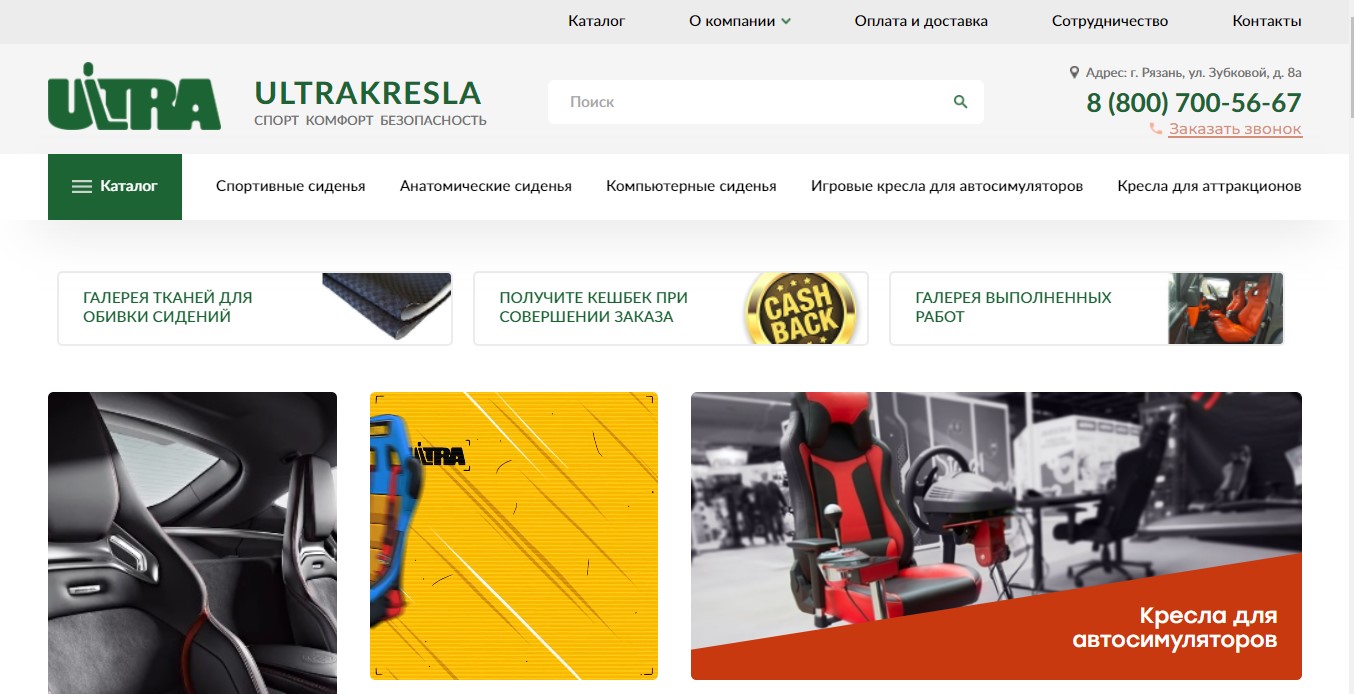 Каталог
О компании
Оплата и доставка
Сотрудничество
Контакты
ULTRA
ULTRAKRESLA
СПОРТ КОМФОРТ БЕЗОПАСНОСТЬ
Поиск
Адрес: г. Рязань, ул. Зубковой, д. 8а
8 (800) 700-56-67
Заказать звонок
Каталог
Спортивные сиденья
Анатомические сиденья
Компьютерные сиденья
Игровые кресла для автосимуляторов
Кресла для аттракционов
ГАЛЕРЕЯ ТКАНЕЙ ДЛЯ
ОБИВКИ СИДЕНИЙ
ПОЛУЧИТЕ КЕШБЕК ПРИ
СОВЕРШЕНИИ ЗАКАЗА
CASH
BACK
ГАЛЕРЕЯ ВЫПОЛНЕННЫХ
РАБОТ
ULTRA
Кресла для
автосимуляторов